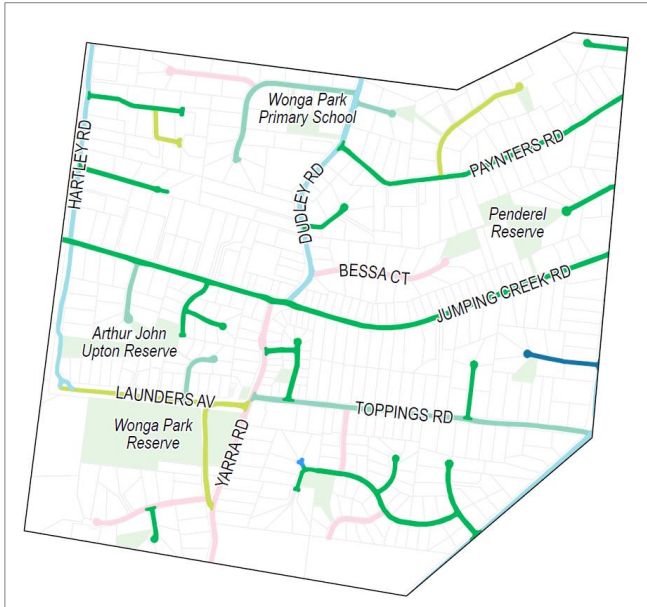 Wonga Park
Primary School
HARTLEY RD
DUDLEY RD
PAYNTERS RD
Penderel
Reserve
BESSA CT
JUMPING CREEK RD
Arthur John
Upton Reserve
LAUNDERS AV
TOPPINGS RD
Wonga Park
Reserve
YARRA RD